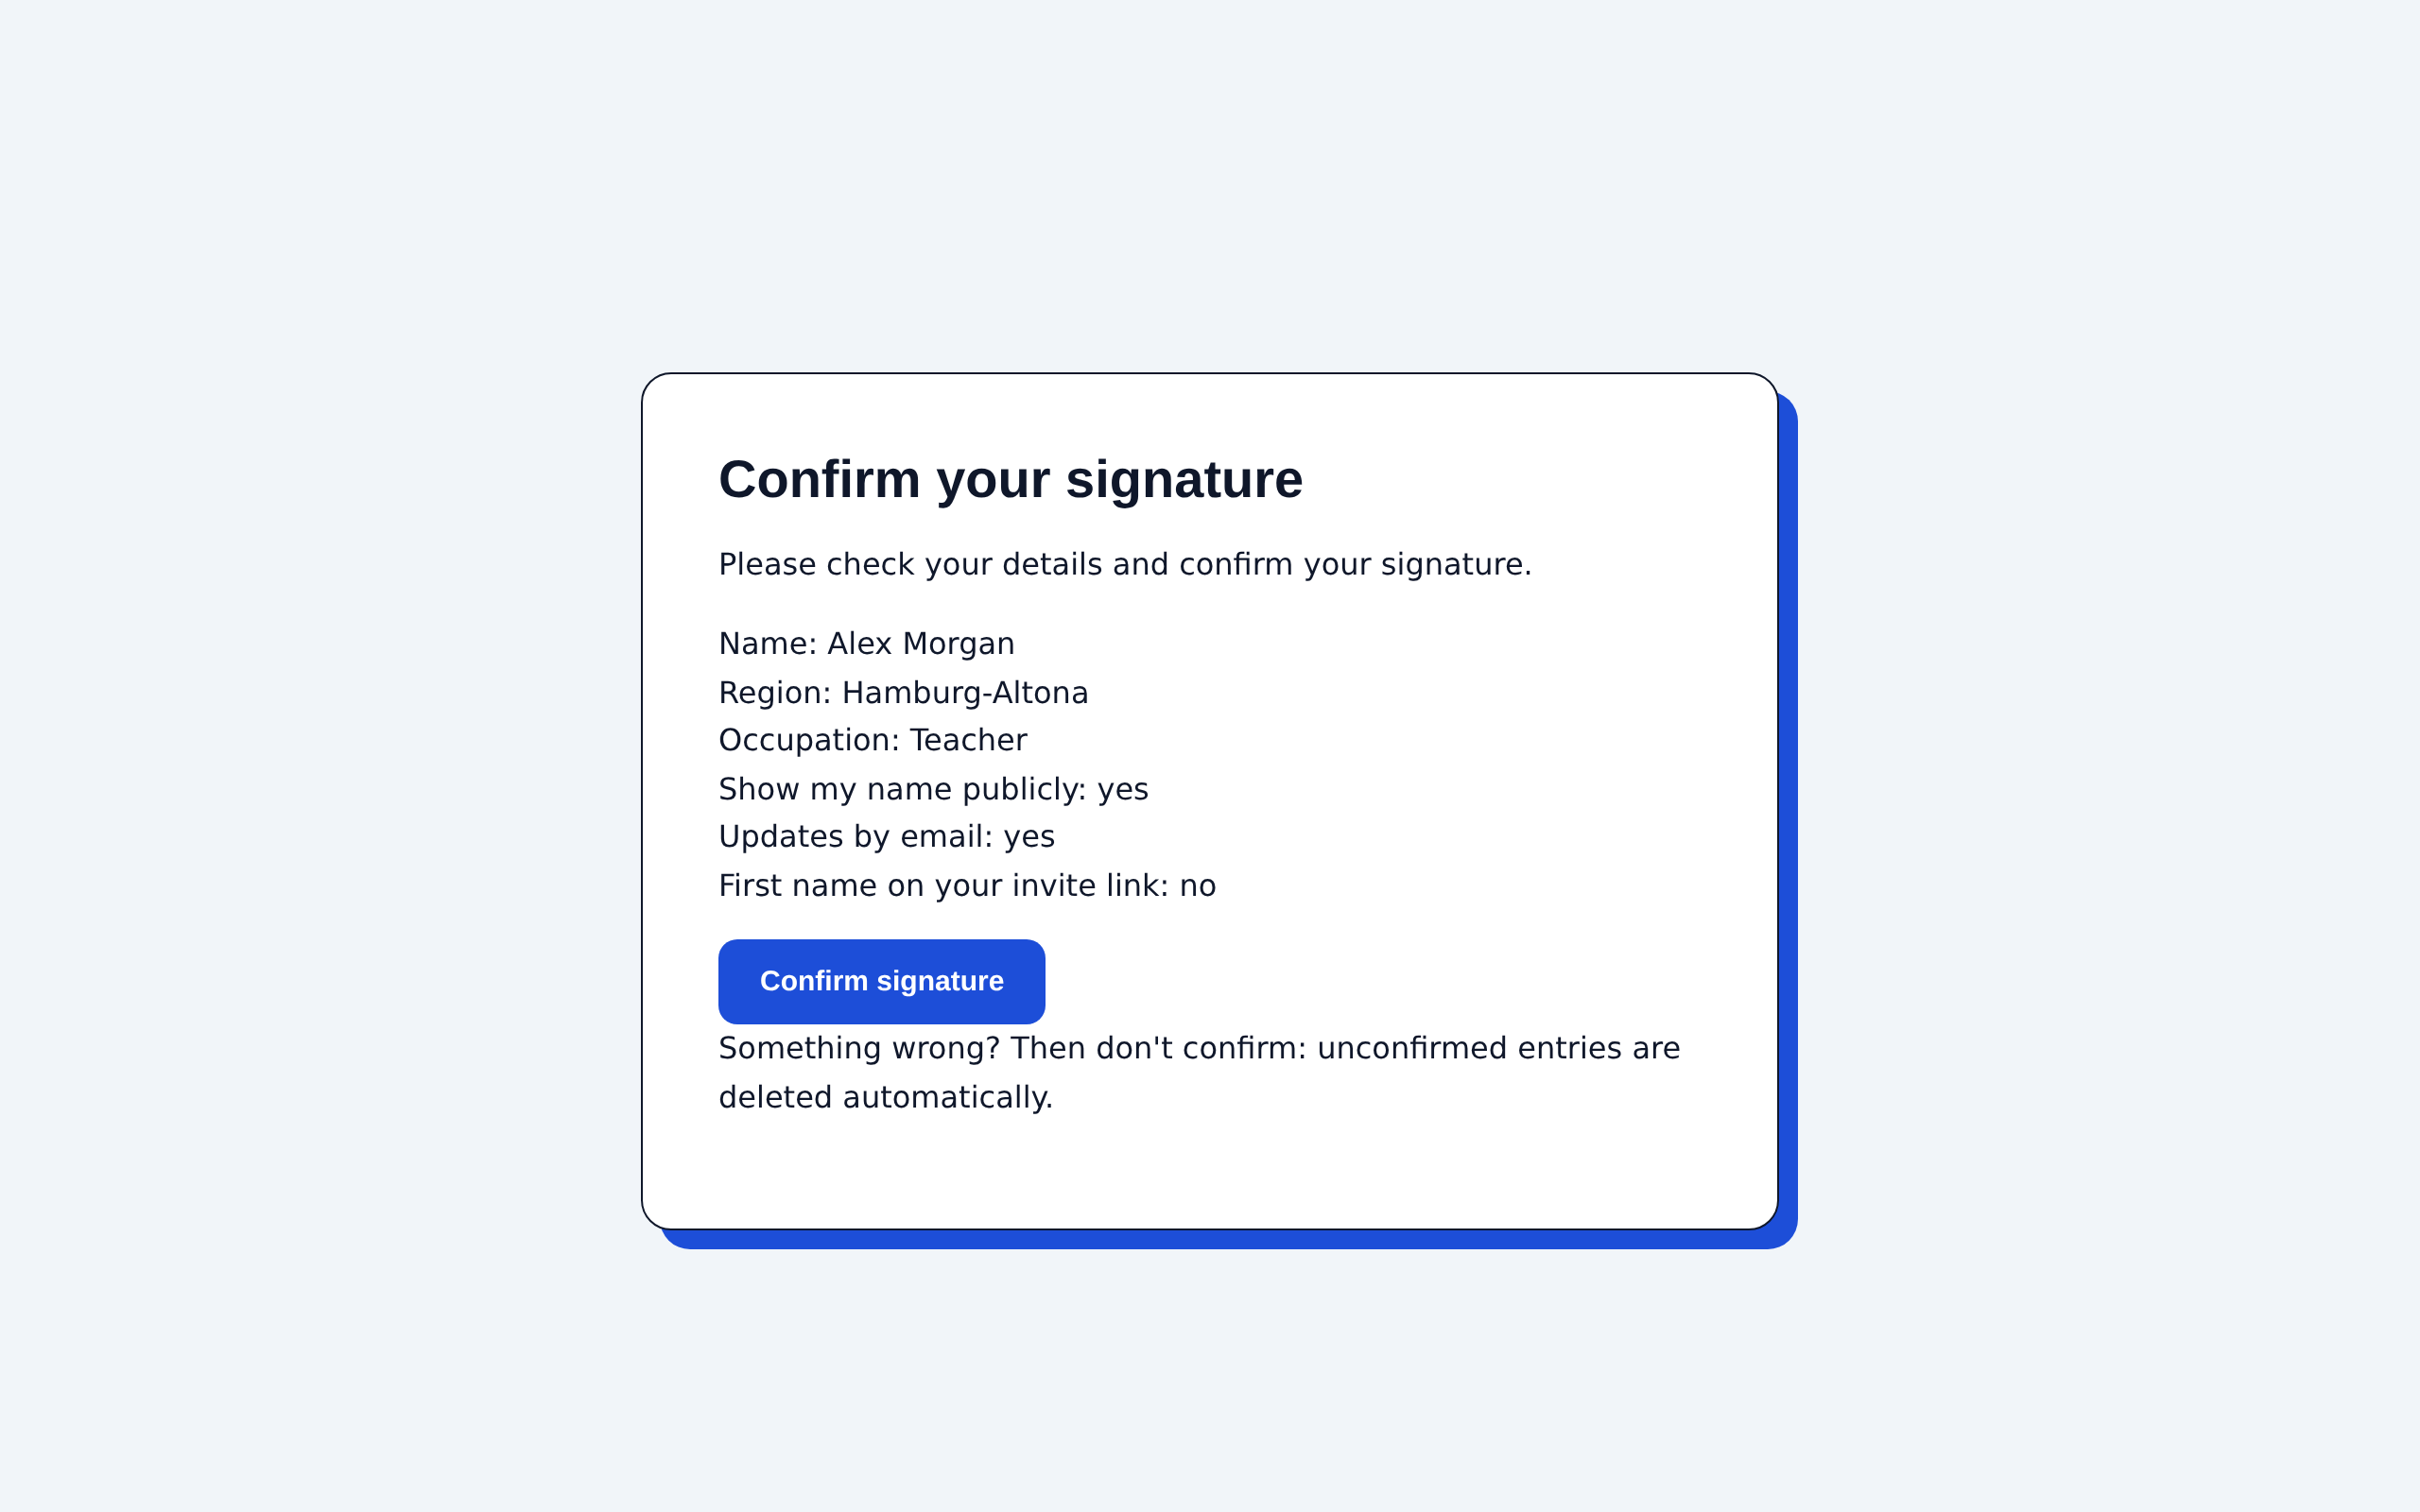 Confirm your signature
Please check your details and confirm your signature.
Name: Alex Morgan
Region: Hamburg-Altona
Occupation: Teacher
Show my name publicly: yes
Updates by email: yes
First name on your invite link: no
Confirm signature
Something wrong? Then don't confirm: unconfirmed entries are
deleted automatically.